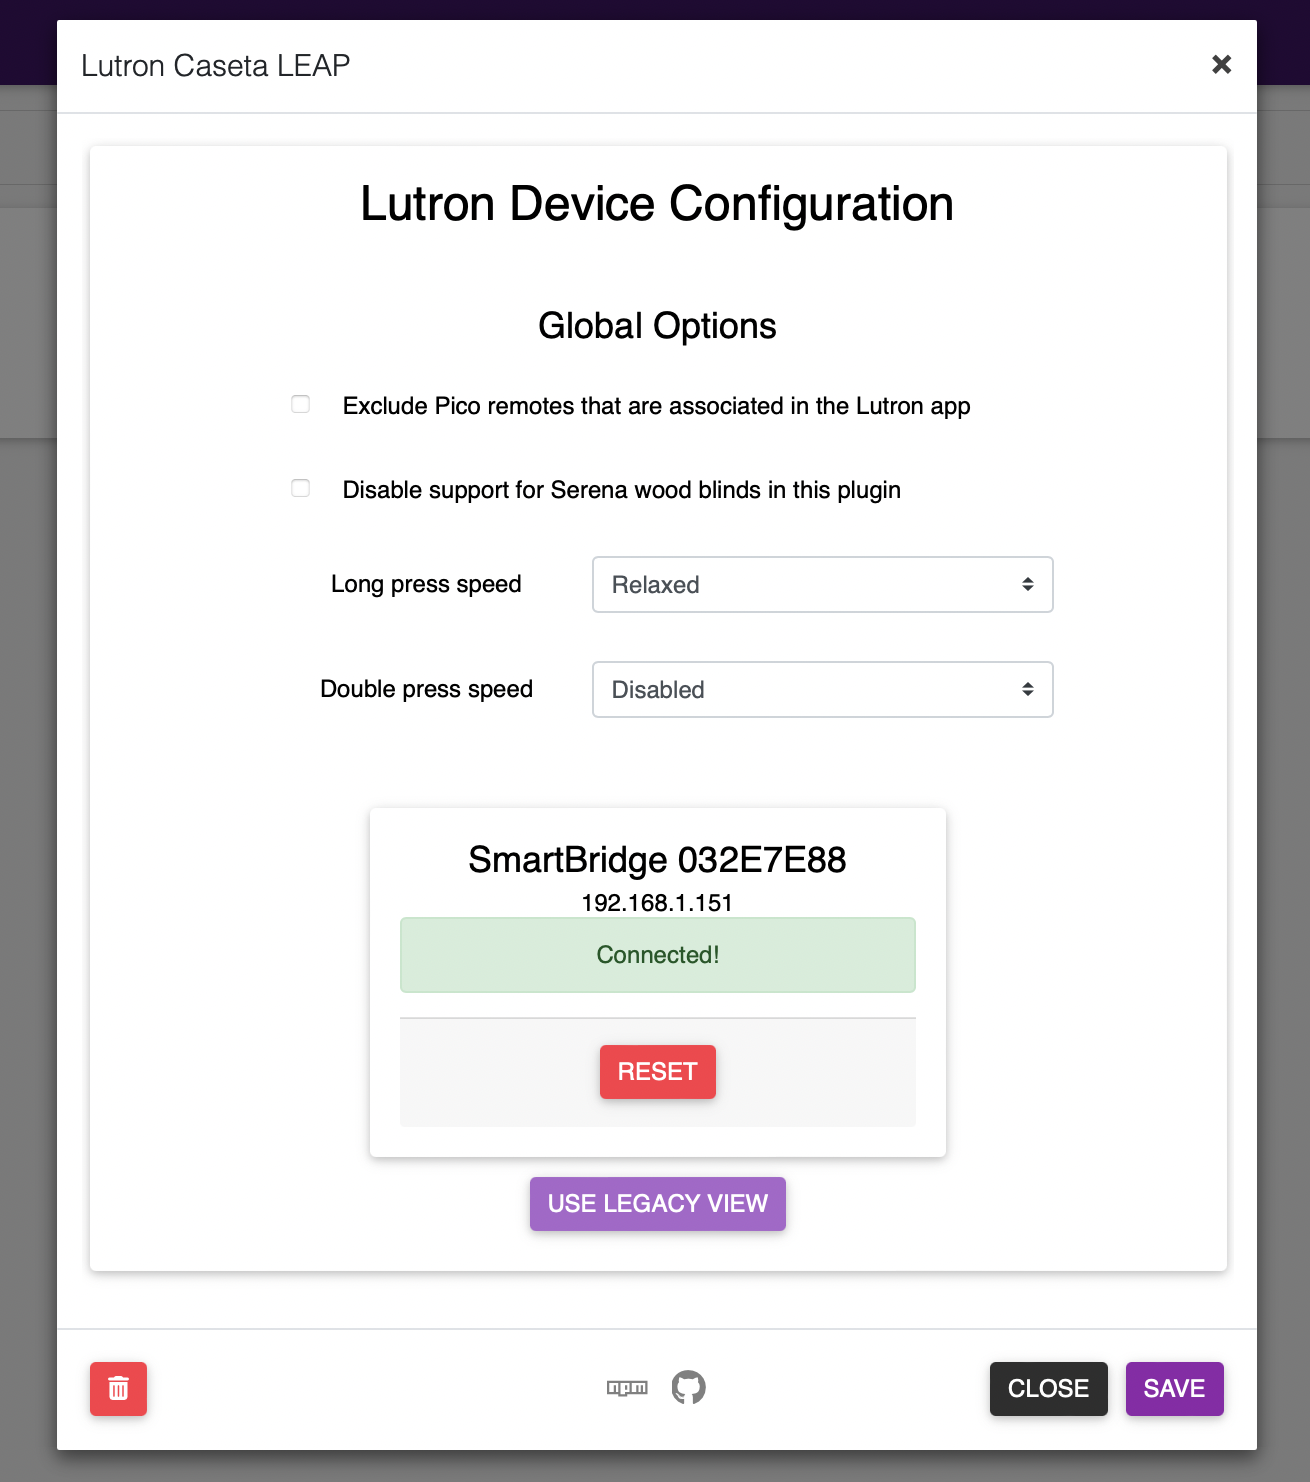 Lutron Caseta LEAP
Lutron Device Configuration
Global Options
Exclude Pico remotes that are associated in the Lutron app
Disable support for Serena wood blinds in this plugin
Long press speed
Relaxed
Double press speed
Disabled
SmartBridge 032E7E88
192.168.1.151
Connected!
RESET
USE LEGACY VIEW
npm
CLOSE
SAVE